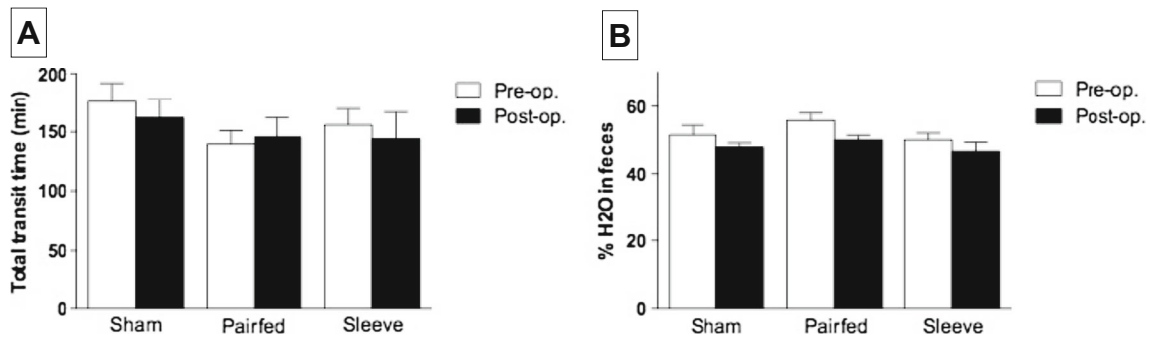 A
Total transit time (min)
200
150
100
50
0
Sham
Pairfed
Sleeve
Pre-op.
Post-op.
B
% H2O in feces
60
40
20
0
Sham
Pairfed
Sleeve
Pre-op.
Post-op.